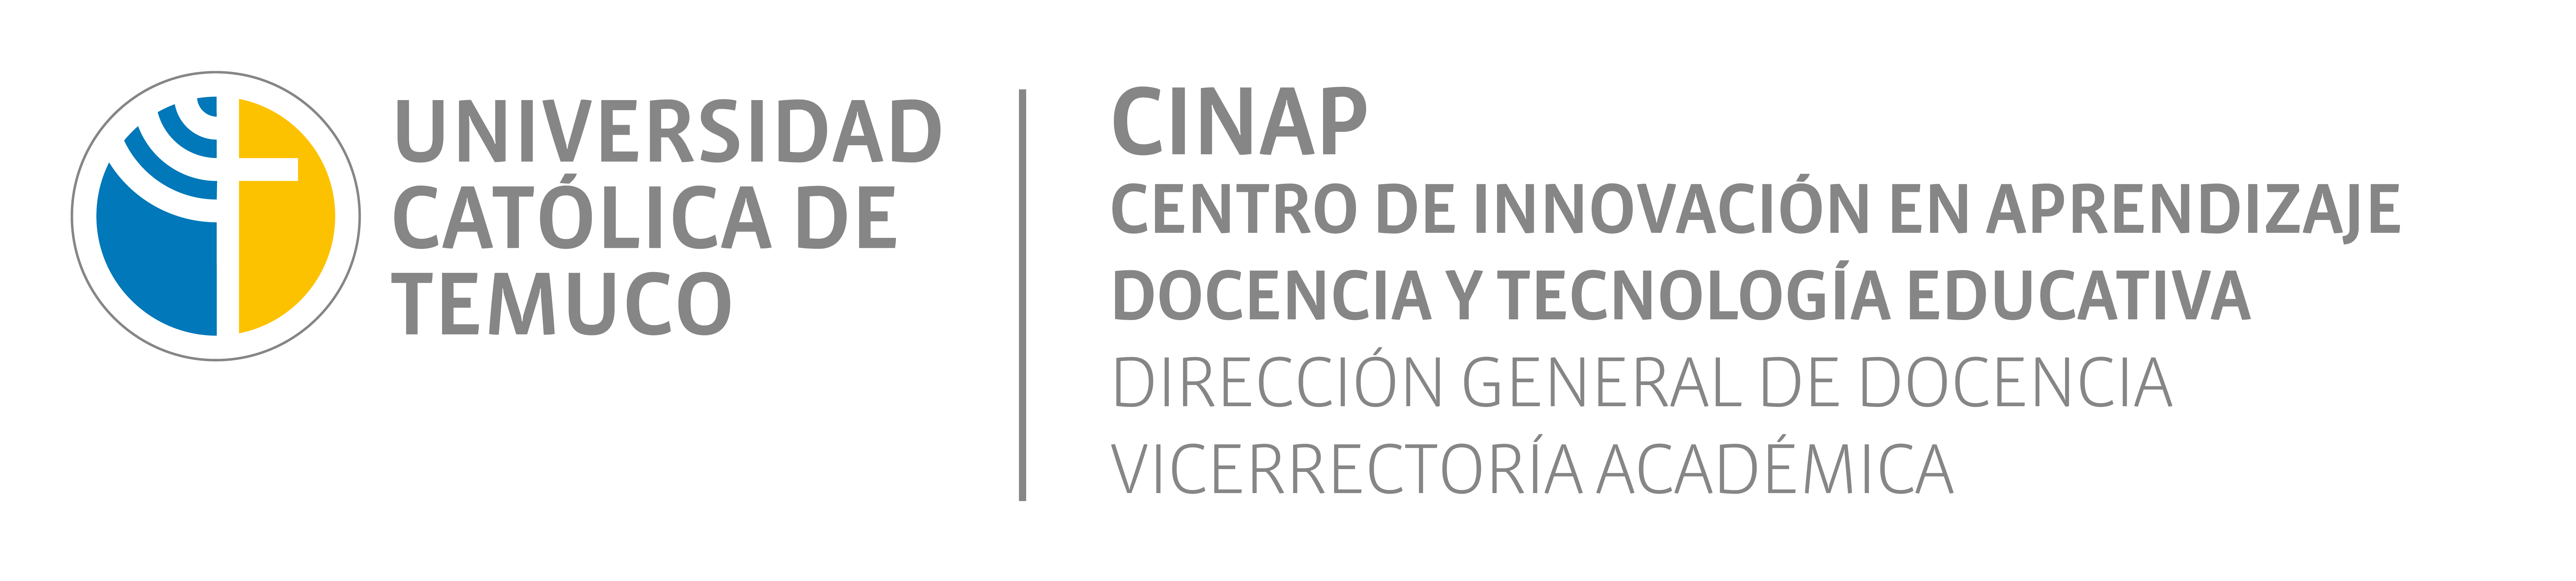 UNIVERSIDAD
CATÓLICA DE
TEMUCO
CINAP
CENTRO DE INNOVACIÓN EN APRENDIZAJE
DOCENCIA Y TECNOLOGÍA EDUCATIVA
DIRECCIÓN GENERAL DE DOCENCIA
VICERRECTORÍA ACADÉMICA